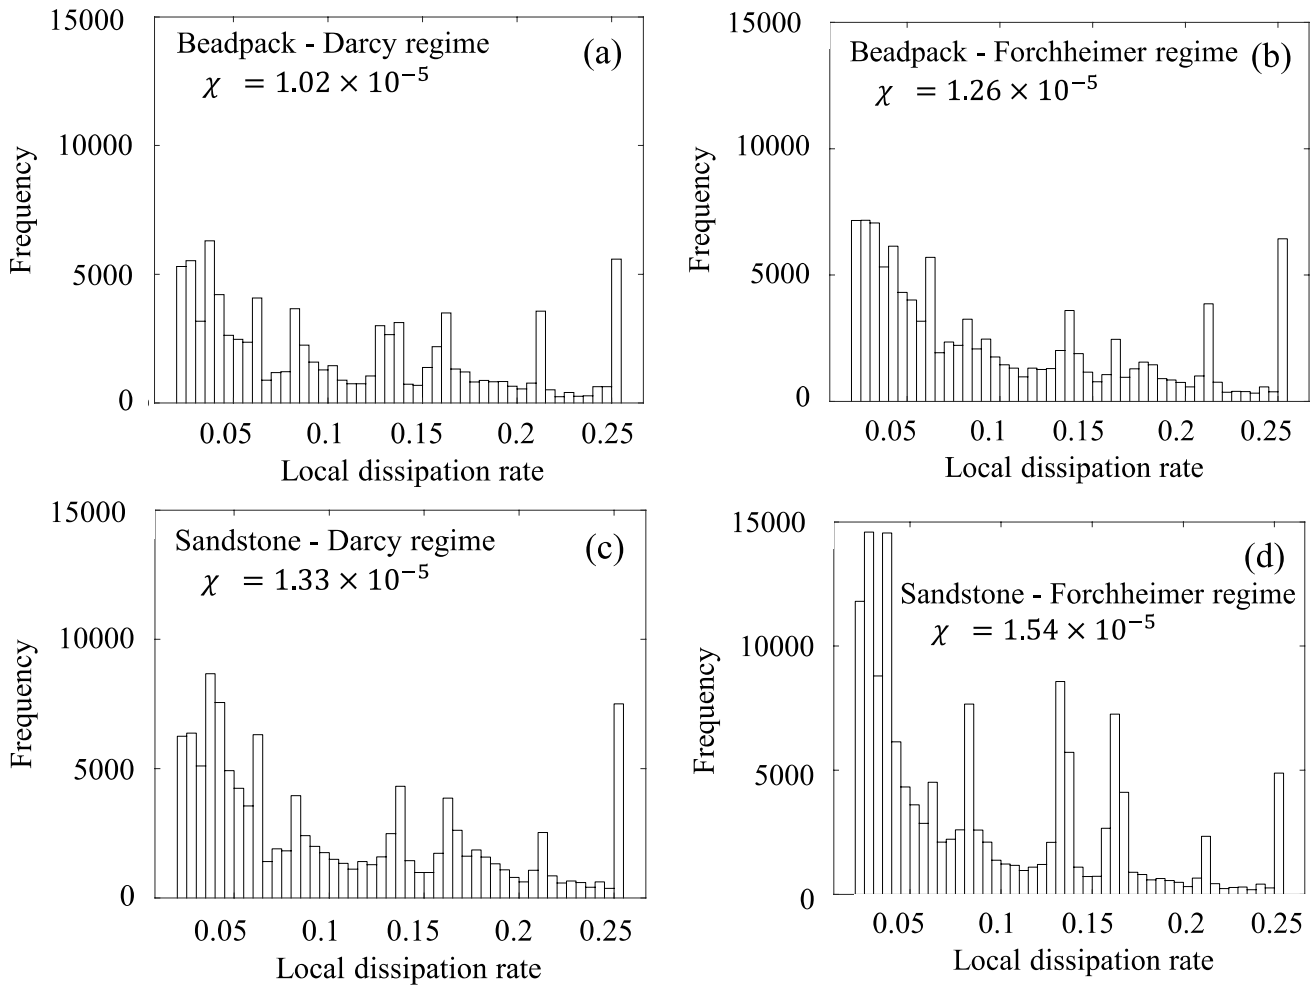 15000
Beadpack - Darcy regime
(a)
χ = 1.02 × 10⁻⁵
10000
Frequency
5000
0
0.05 0.1 0.15 0.2 0.25
Local dissipation rate
15000
Beadpack - Forchheimer regime
(b)
χ = 1.26 × 10⁻⁵
10000
Frequency
5000
0
0.05 0.1 0.15 0.2 0.25
Local dissipation rate
15000
Sandstone - Darcy regime
(c)
χ = 1.33 × 10⁻⁵
10000
Frequency
5000
0
0.05 0.1 0.15 0.2 0.25
Local dissipation rate
15000
(d)
Sandstone - Forchheimer regime
χ = 1.54 × 10⁻⁵
10000
Frequency
5000
0
0.05 0.1 0.15 0.2 0.25
Local dissipation rate